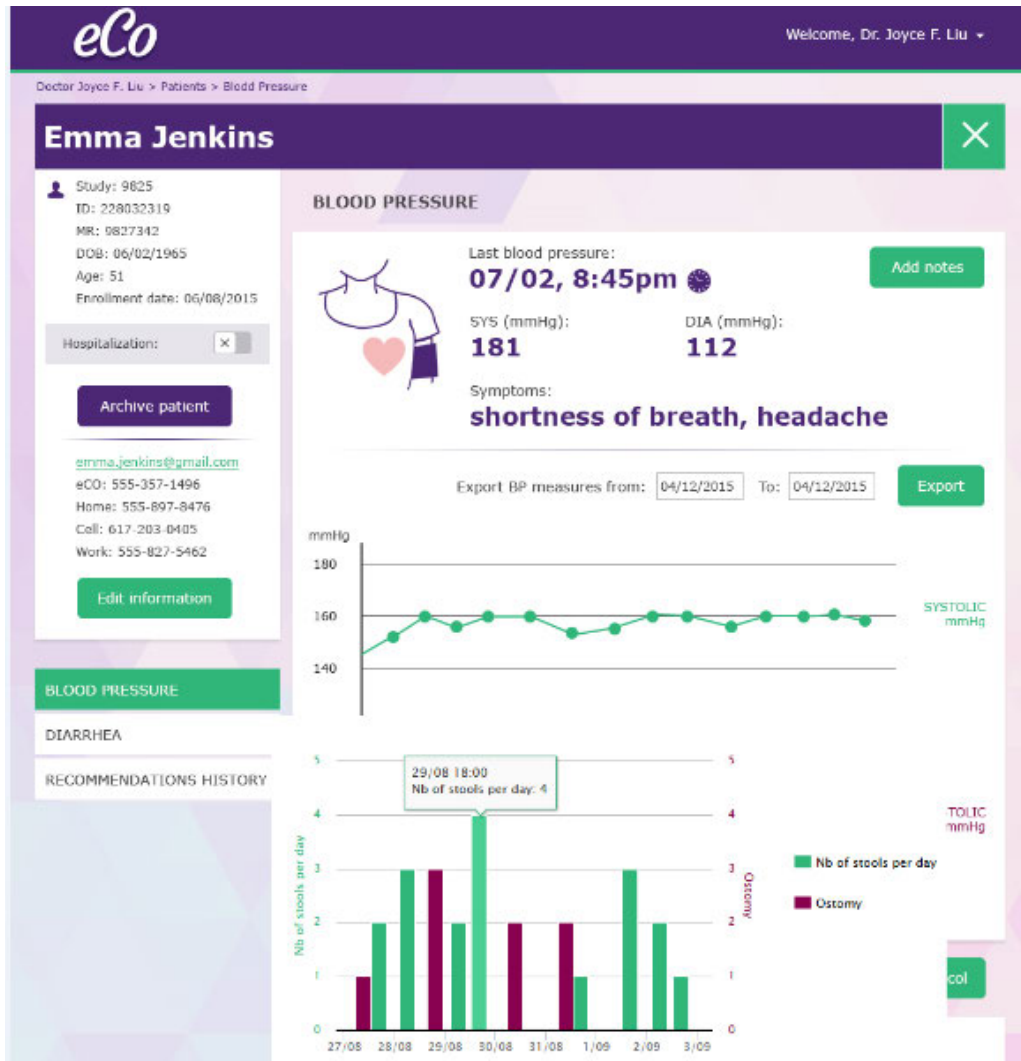 eCo
Welcome, Dr. Joyce F. Liu
Doctor Joyce F. Liu > Patients > Blodd Pressure
Emma Jenkins
Study: 9825
ID: 228032319
MR: 9827342
DOB: 06/02/1965
Age: 51
Enrollment date: 06/08/2015
Hospitalization:
Archive patient
emma.jenkins@gmail.com
eCO: 555-357-1496
Home: 555-897-8476
Cell: 617-203-0405
Work: 555-827-5462
Edit information
BLOOD PRESSURE
DIARRHEA
RECOMMENDATIONS HISTORY
BLOOD PRESSURE
Last blood pressure:
07/02, 8:45pm
Add notes
SYS (mmHg): DIA (mmHg):
181 112
Symptoms:
shortness of breath, headache
Export BP measures from: 04/12/2015 To: 04/12/2015 Export
mmHg
180
160
140
SYSTOLIC
mmHg
29/08 18:00
Nb of stools per day: 4
5 5
4 4
3 3
2 2
1 1
0 0
Nb of stools per day
Ostomy
27/08 28/08 29/08 30/08 31/08 1/09 2/09 3/09
TOLIC
mmHg
Nb of stools per day
Ostomy
col